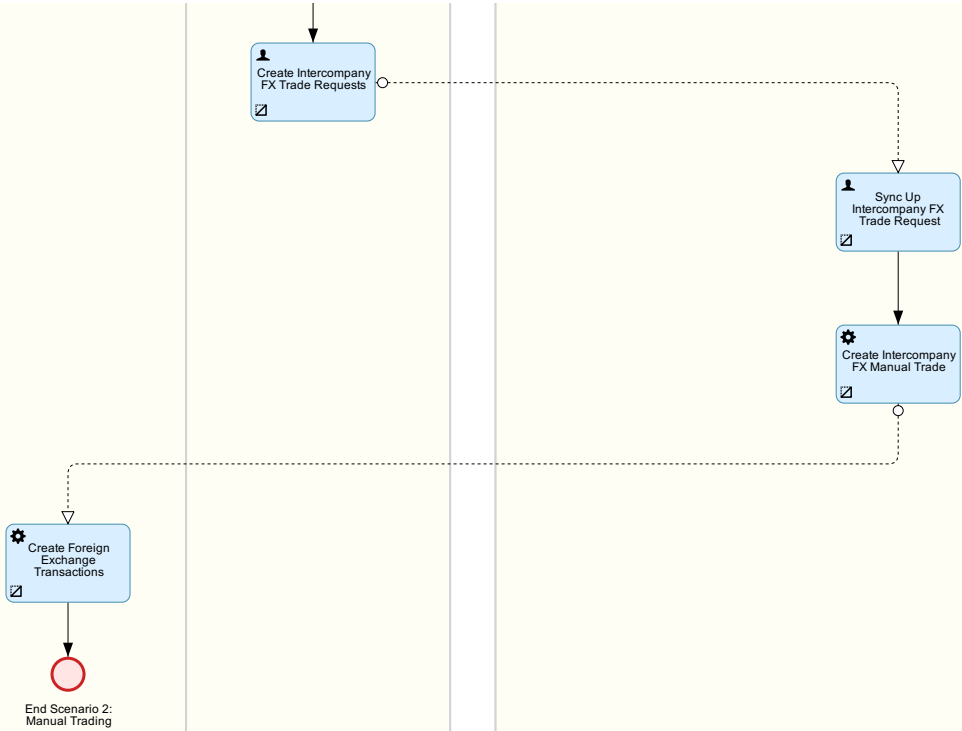 Create Intercompany
FX Trade Requests
Sync Up
Intercompany FX
Trade Request
Create Intercompany
FX Manual Trade
Create Foreign
Exchange
Transactions
End Scenario 2:
Manual Trading